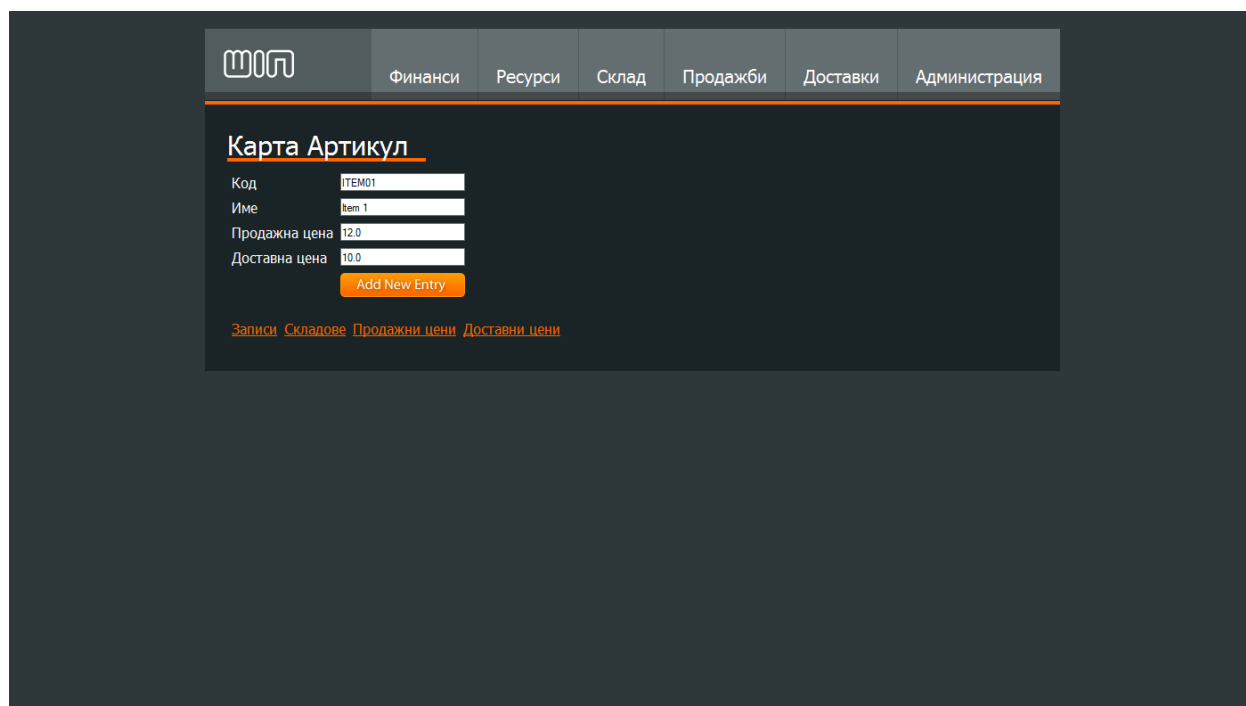 Финанси Ресурси Склад Продажби Доставки Администрация
Карта Артикул
Код ITEM01
Име Item 1
Продажна цена 12.0
Доставна цена 10.0
Add New Entry
Записи Складове Продажни цени Доставни цени